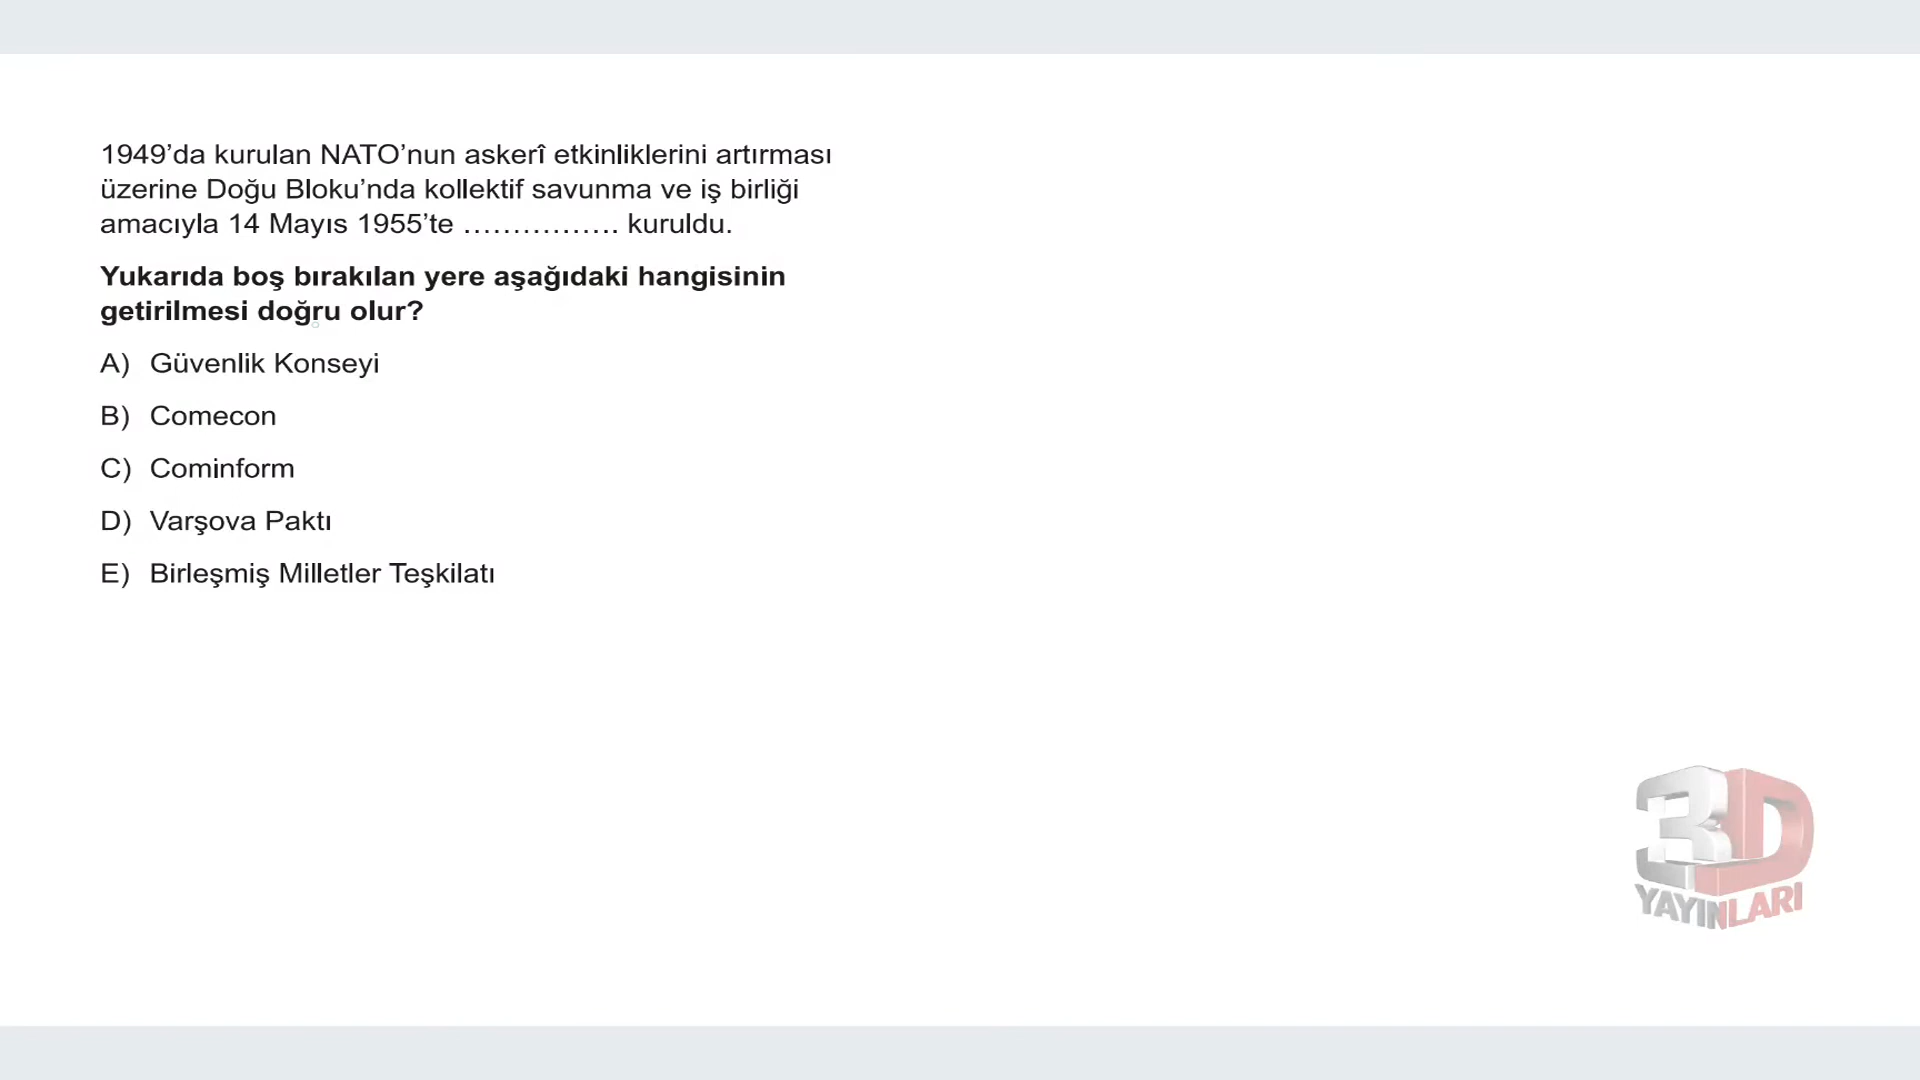 1949’da kurulan NATO’nun askerî etkinliklerini artırması
üzerine Doğu Bloku’nda kollektif savunma ve iş birliği
amacıyla 14 Mayıs 1955’te ................ kuruldu.
Yukarıda boş bırakılan yere aşağıdaki hangisinin
getirilmesi doğru olur?
A) Güvenlik Konseyi
B) Comecon
C) Cominform
D) Varşova Paktı
E) Birleşmiş Milletler Teşkilatı
3D
YAYINLARI